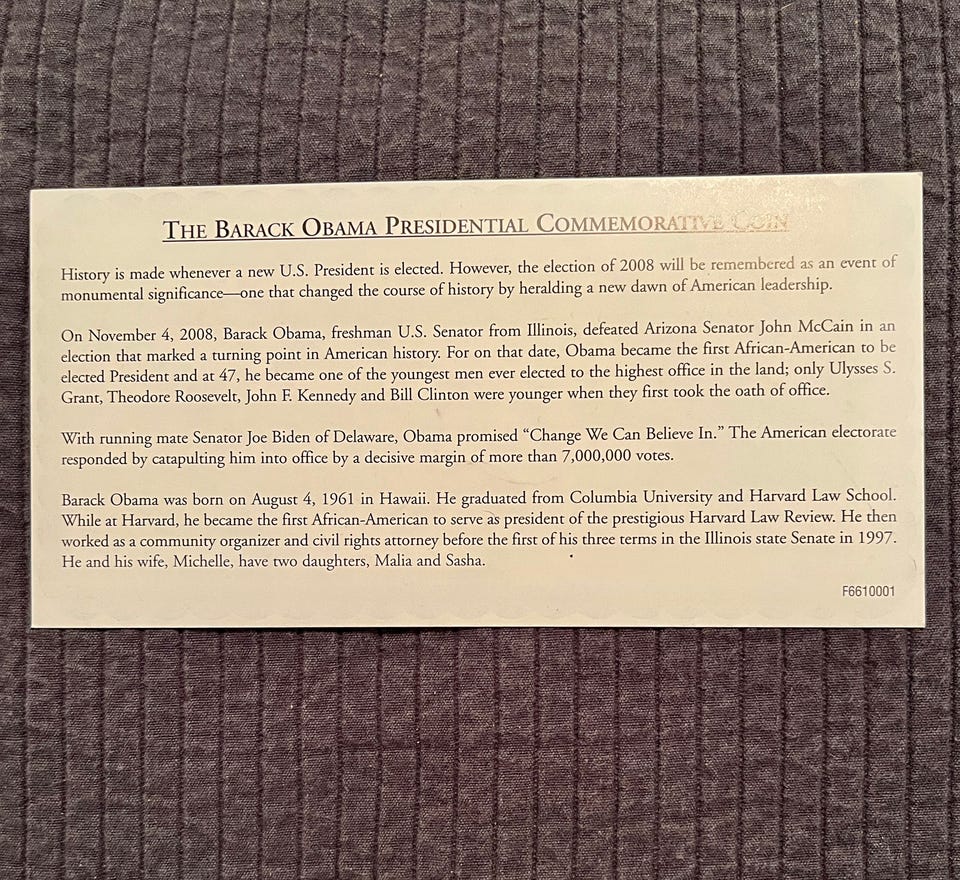 THE BARACK OBAMA PRESIDENTIAL COMMEMORATIVE COIN
History is made whenever a new U.S. President is elected. However, the election of 2008 will be remembered as an event of
monumental significance—one that changed the course of history by heralding a new dawn of American leadership.
On November 4, 2008, Barack Obama, freshman U.S. Senator from Illinois, defeated Arizona Senator John McCain in an
election that marked a turning point in American history. For on that date, Obama became the first African-American to be
elected President and at 47, he became one of the youngest men ever elected to the highest office in the land; only Ulysses S.
Grant, Theodore Roosevelt, John F. Kennedy and Bill Clinton were younger when they first took the oath of office.
With running mate Senator Joe Biden of Delaware, Obama promised “Change We Can Believe In.” The American electorate
responded by catapulting him into office by a decisive margin of more than 7,000,000 votes.
Barack Obama was born on August 4, 1961 in Hawaii. He graduated from Columbia University and Harvard Law School.
While at Harvard, he became the first African-American to serve as president of the prestigious Harvard Law Review. He then
worked as a community organizer and civil rights attorney before the first of his three terms in the Illinois state Senate in 1997.
He and his wife, Michelle, have two daughters, Malia and Sasha.
F6610001